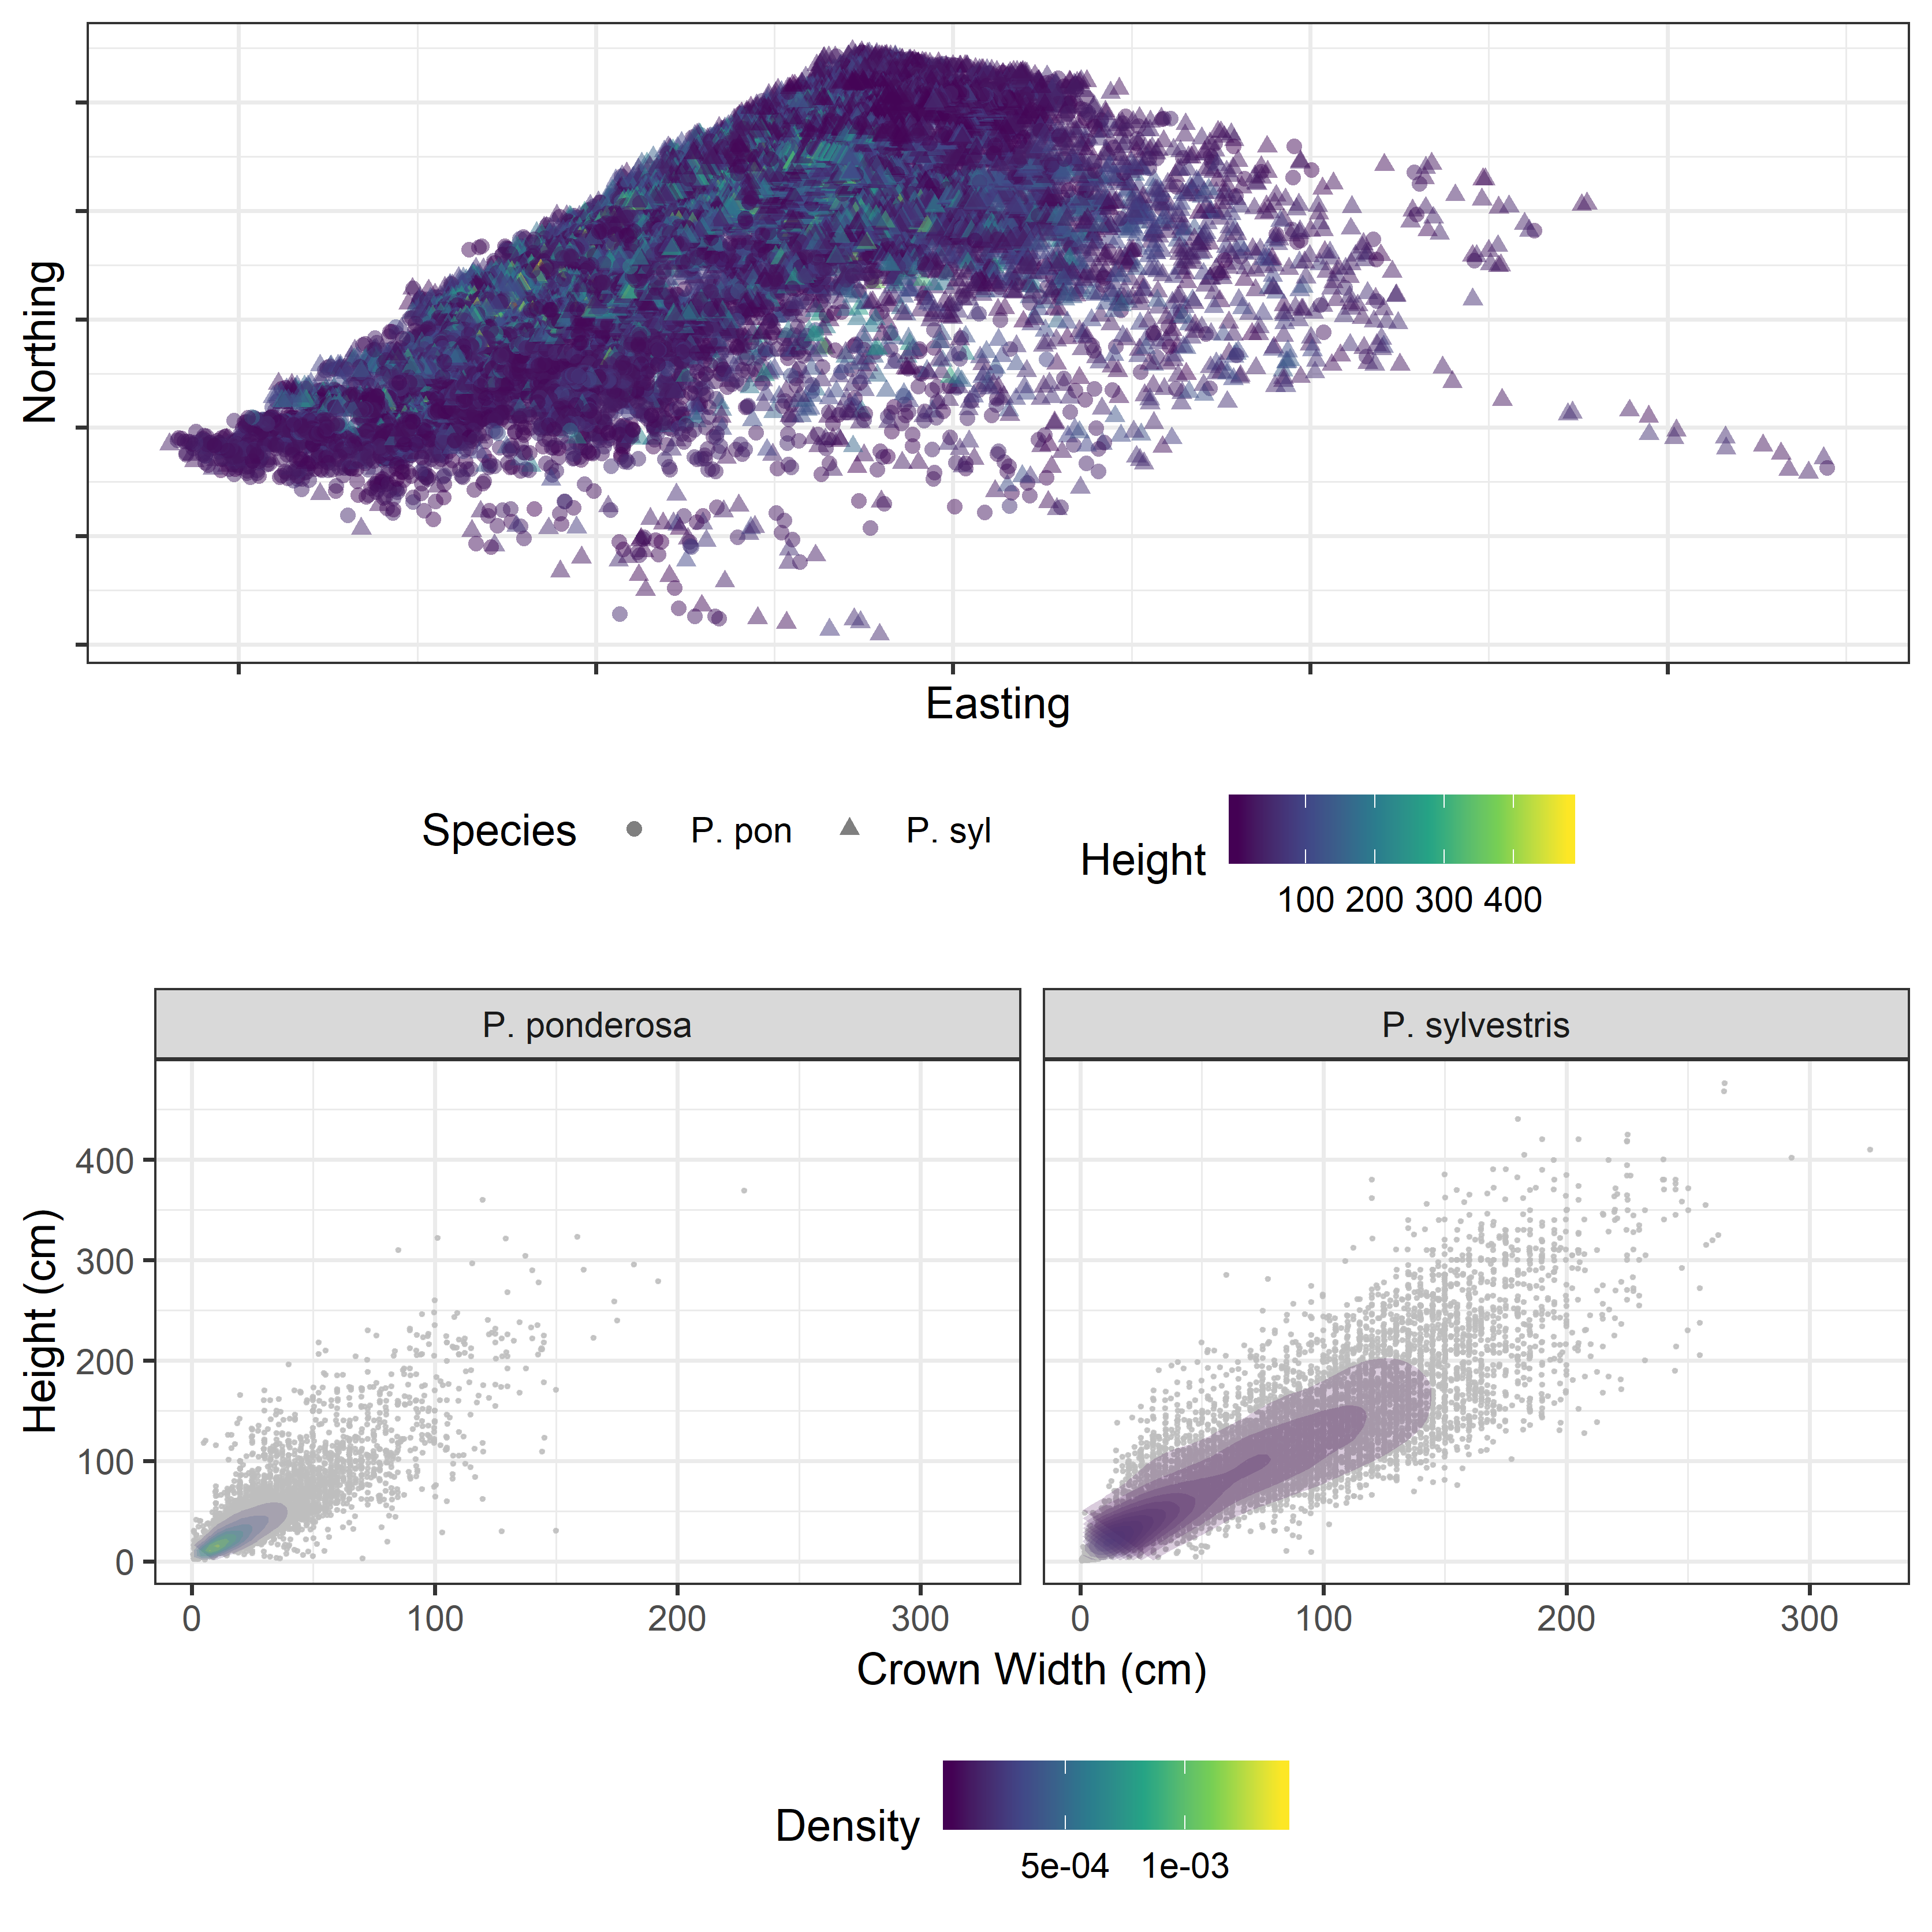 Northing
Easting
Species P. pon P. syl
Height
100 200 300 400
P. ponderosa P. sylvestris
Height (cm)
400
300
200
100
0
0 100 200 300 0 100 200 300
Crown Width (cm)
Density
5e-04 1e-03